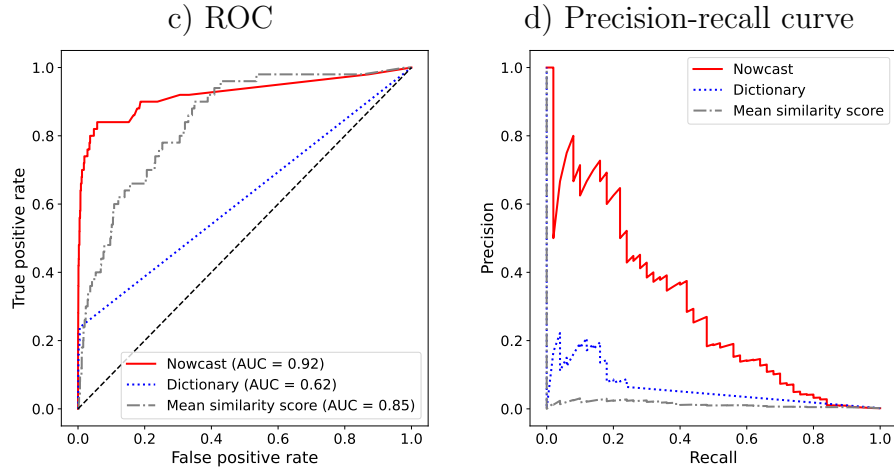 c) ROC
1.0
0.8
0.6
0.4
0.2
0.0
True positive rate
0.0
0.2
0.4
0.6
0.8
1.0
False positive rate
Nowcast (AUC = 0.92)
Dictionary (AUC = 0.62)
Mean similarity score (AUC = 0.85)
d) Precision-recall curve
1.0
0.8
0.6
0.4
0.2
0.0
Precision
0.0
0.2
0.4
0.6
0.8
1.0
Recall
Nowcast
Dictionary
Mean similarity score